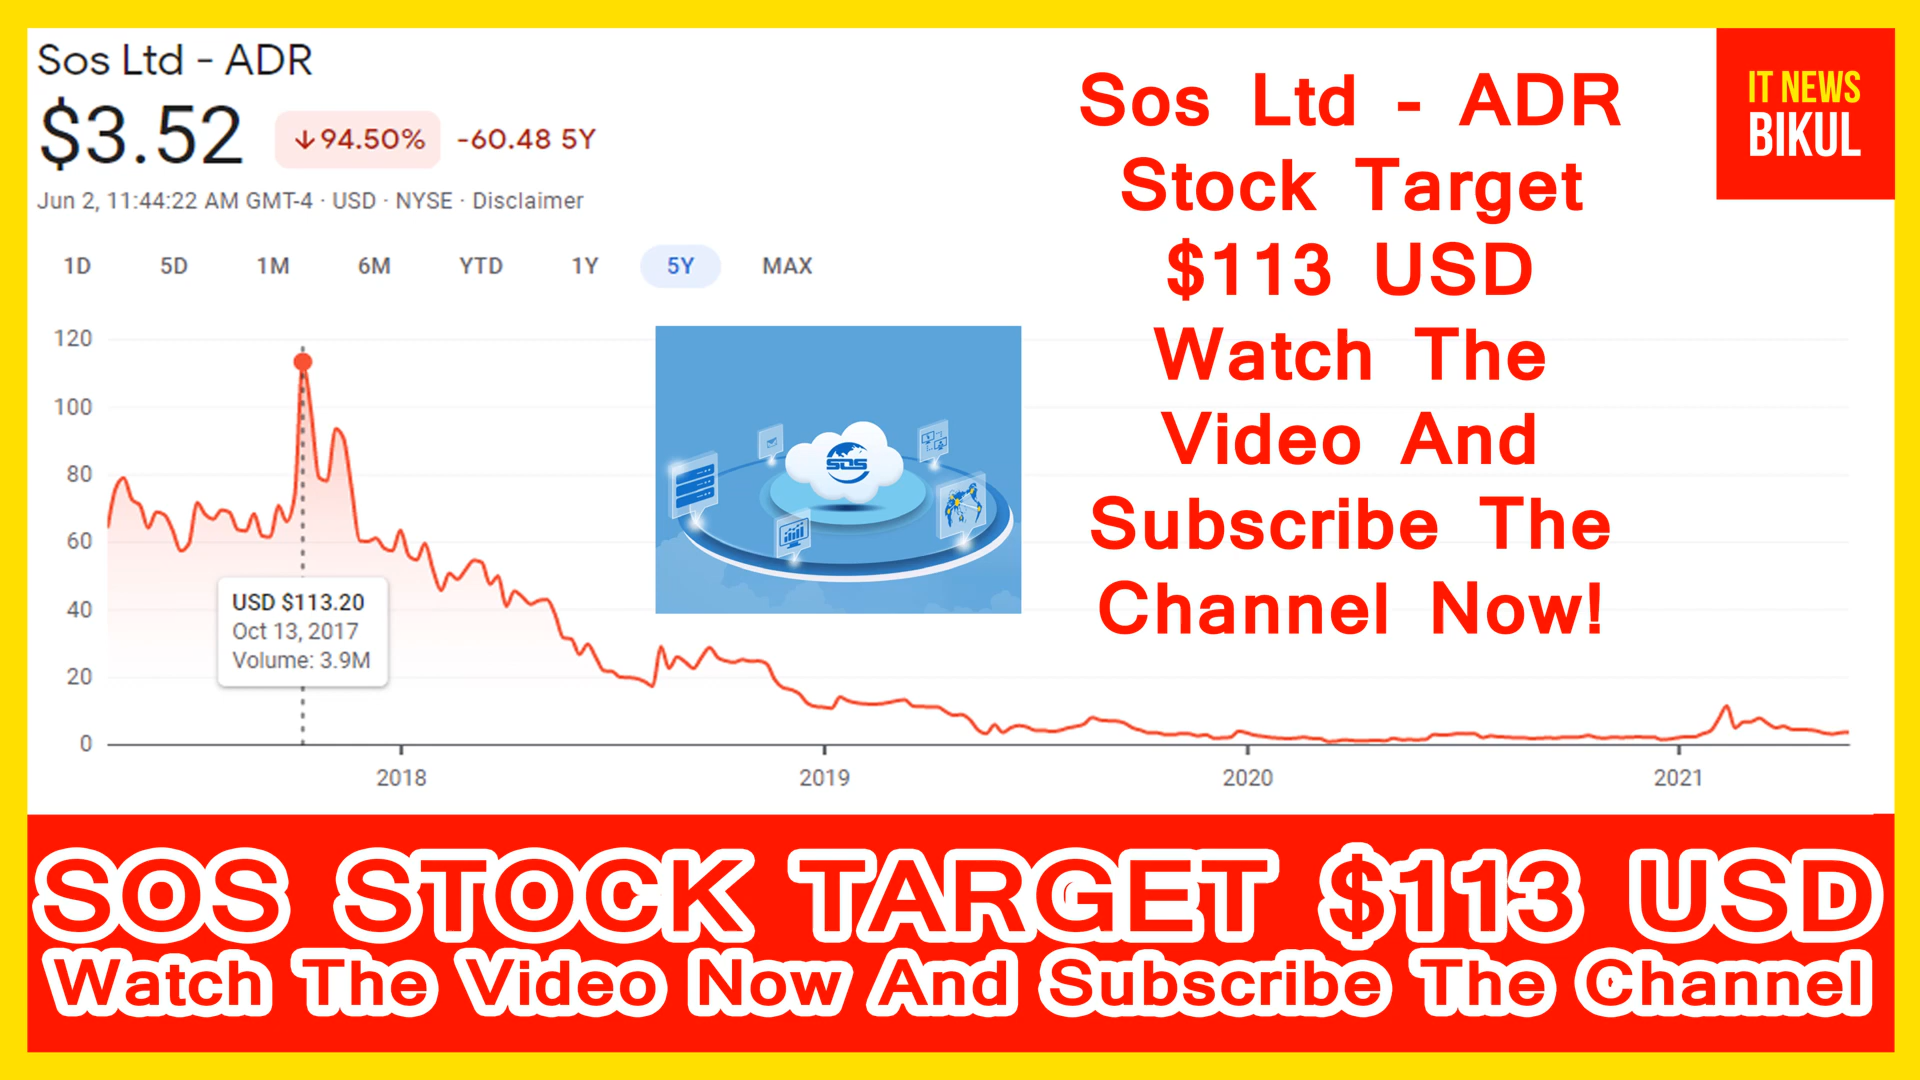 Sos Ltd - ADR
$3.52 ↓94.50% -60.48 5Y
Jun 2, 11:44:22 AM GMT-4 · USD · NYSE · Disclaimer
1D 5D 1M 6M YTD 1Y 5Y MAX
120
100
80
60
40
20
0
USD $113.20
Oct 13, 2017
Volume: 3.9M
2018 2019 2020 2021
SOS
Sos Ltd - ADR
Stock Target
$113 USD
Watch The
Video And
Subscribe The
Channel Now!
IT NEWS
BIKUL
SOS STOCK TARGET $113 USD
Watch The Video Now And Subscribe The Channel